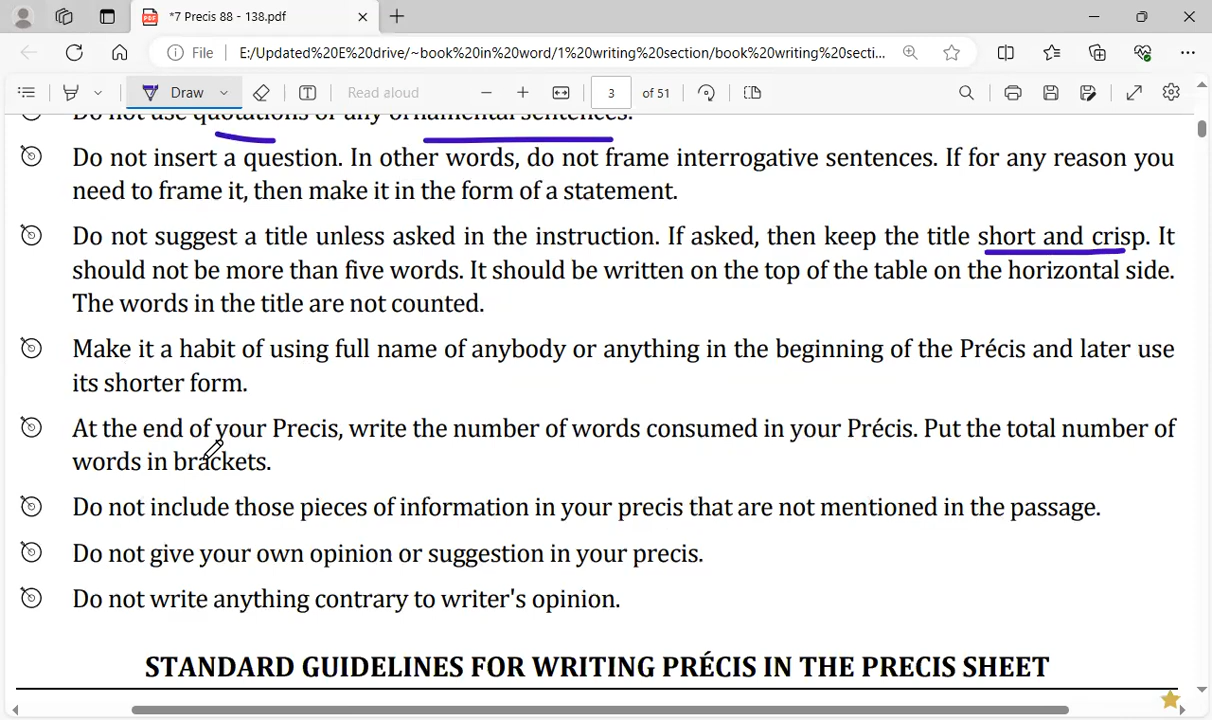 *7 Precis 88 - 138.pdf
File
E:/Updated%20E%20drive/~book%20in%20word/1%20writing%20section/book%20writing%20secti...
Draw
Read aloud
3
of 51
Do not use quotations or any ornamental sentences.
Do not insert a question. In other words, do not frame interrogative sentences. If for any reason you
need to frame it, then make it in the form of a statement.
Do not suggest a title unless asked in the instruction. If asked, then keep the title short and crisp. It
should not be more than five words. It should be written on the top of the table on the horizontal side.
The words in the title are not counted.
Make it a habit of using full name of anybody or anything in the beginning of the Précis and later use
its shorter form.
At the end of your Precis, write the number of words consumed in your Précis. Put the total number of
words in brackets.
Do not include those pieces of information in your precis that are not mentioned in the passage.
Do not give your own opinion or suggestion in your precis.
Do not write anything contrary to writer's opinion.
STANDARD GUIDELINES FOR WRITING PRÉCIS IN THE PRECIS SHEET